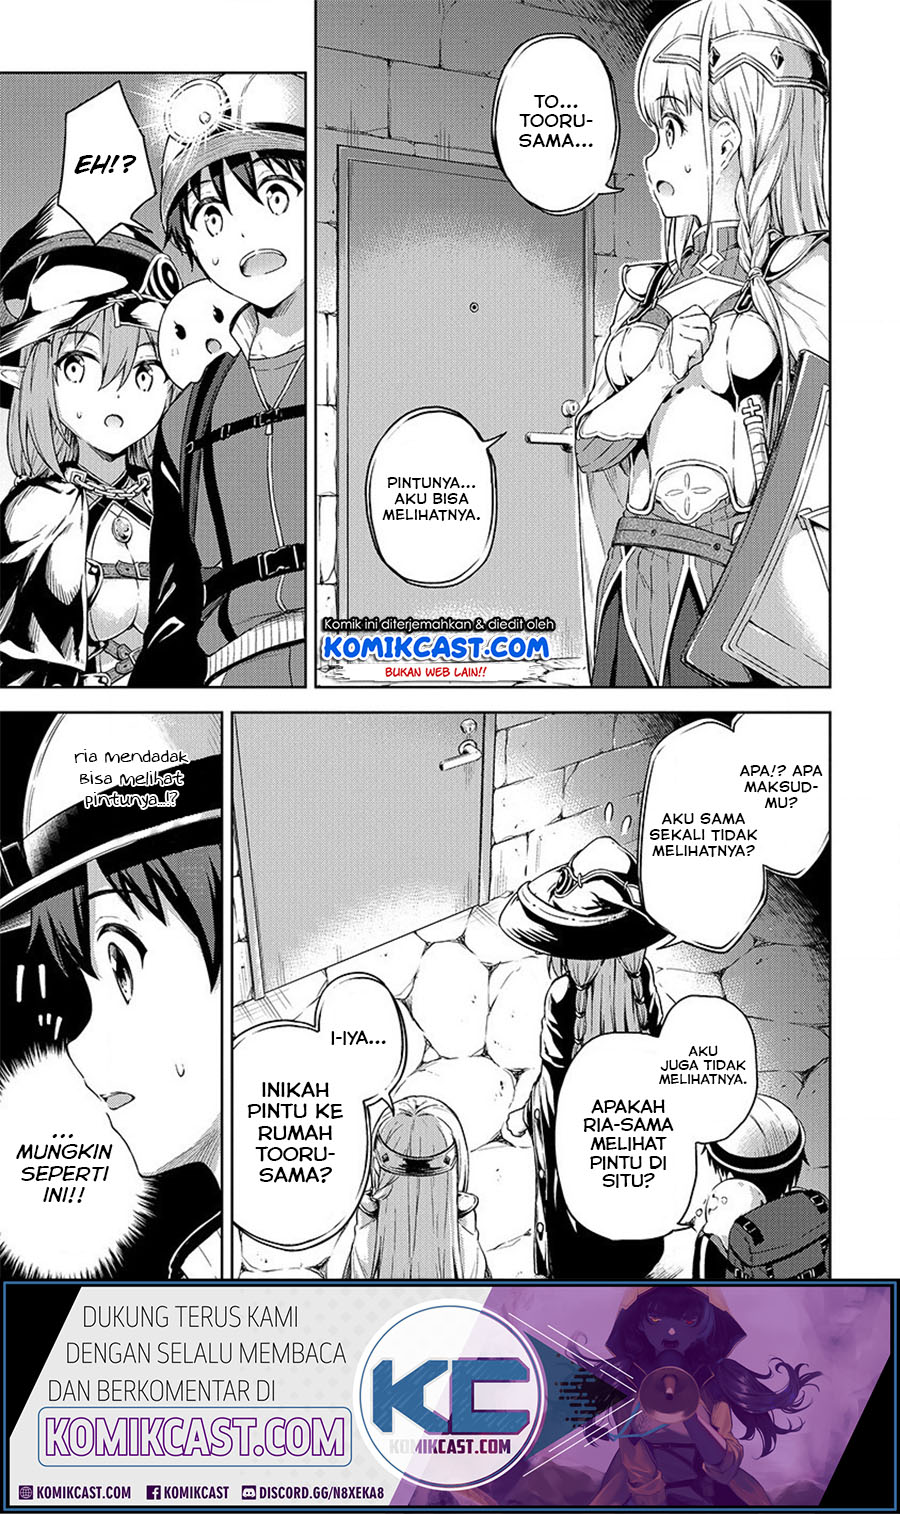 TO...
TOORU-
SAMA...
PINTUNYA...
AKU BISA
MELIHATNYA.
Komik ini diterjemahkan & diedit oleh
KOMIKCAST.COM
BUKAN WEB LAIN!!
EH!?
APA!? APA
MAKSUD-
MU?
AKU SAMA
SEKALI TIDAK
MELIHATNYA?
AKU
JUGA TIDAK
MELIHATNYA.
APAKAH
RIA-SAMA
MELIHAT
PINTU DI
SITU?
I-IYA...
INIKAH
PINTU KE
RUMAH
TOORU-
SAMA?
ria mendadak
Bisa melihat
pintunya...!?
...
MUNGKIN
SEPERTI
INI!!
DUKUNG TERUS KAMI
DENGAN SELALU MEMBACA
DAN BERKOMENTAR DI
KOMIKCAST.COM
KOMIKCAST.COM
KOMIKCAST
DISCORD.GG/N8XEKA8
KC
KOMIKCAST.COM